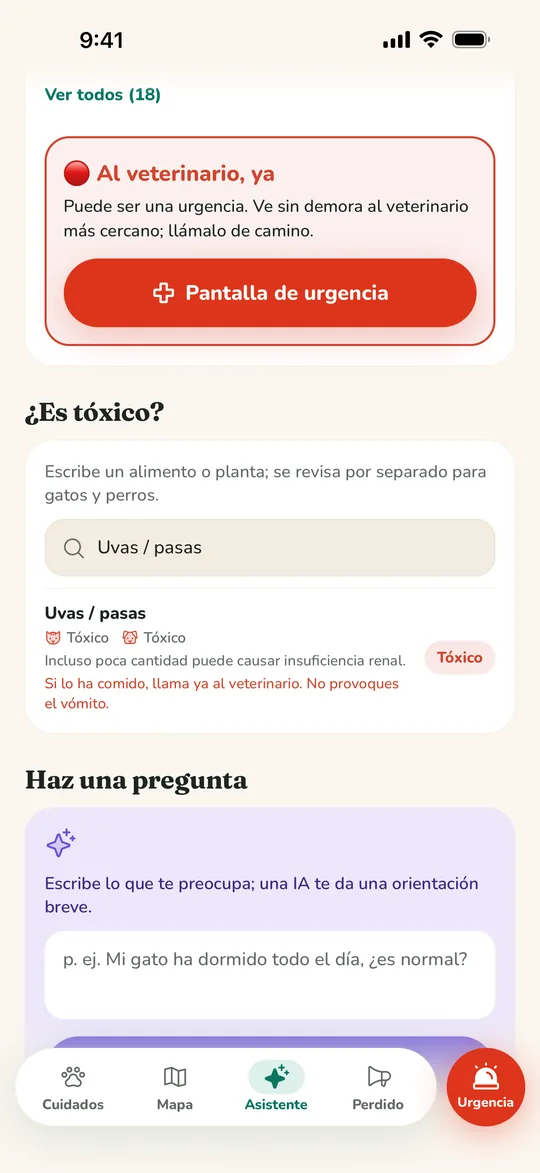 9:41
Ver todos (18)
Al veterinario, ya
Puede ser una urgencia. Ve sin demora al veterinario
más cercano; llámalo de camino.
Pantalla de urgencia
¿Es tóxico?
Escribe un alimento o planta; se revisa por separado para
gatos y perros.
Uvas / pasas
Uvas / pasas
Tóxico Tóxico
Incluso poca cantidad puede causar insuficiencia renal.
Si lo ha comido, llama ya al veterinario. No provoques
el vómito.
Tóxico
Haz una pregunta
Escribe lo que te preocupa; una IA te da una orientación
breve.
p. ej. Mi gato ha dormido todo el día, ¿es normal?
Cuidados
Mapa
Asistente
Perdido
Urgencia